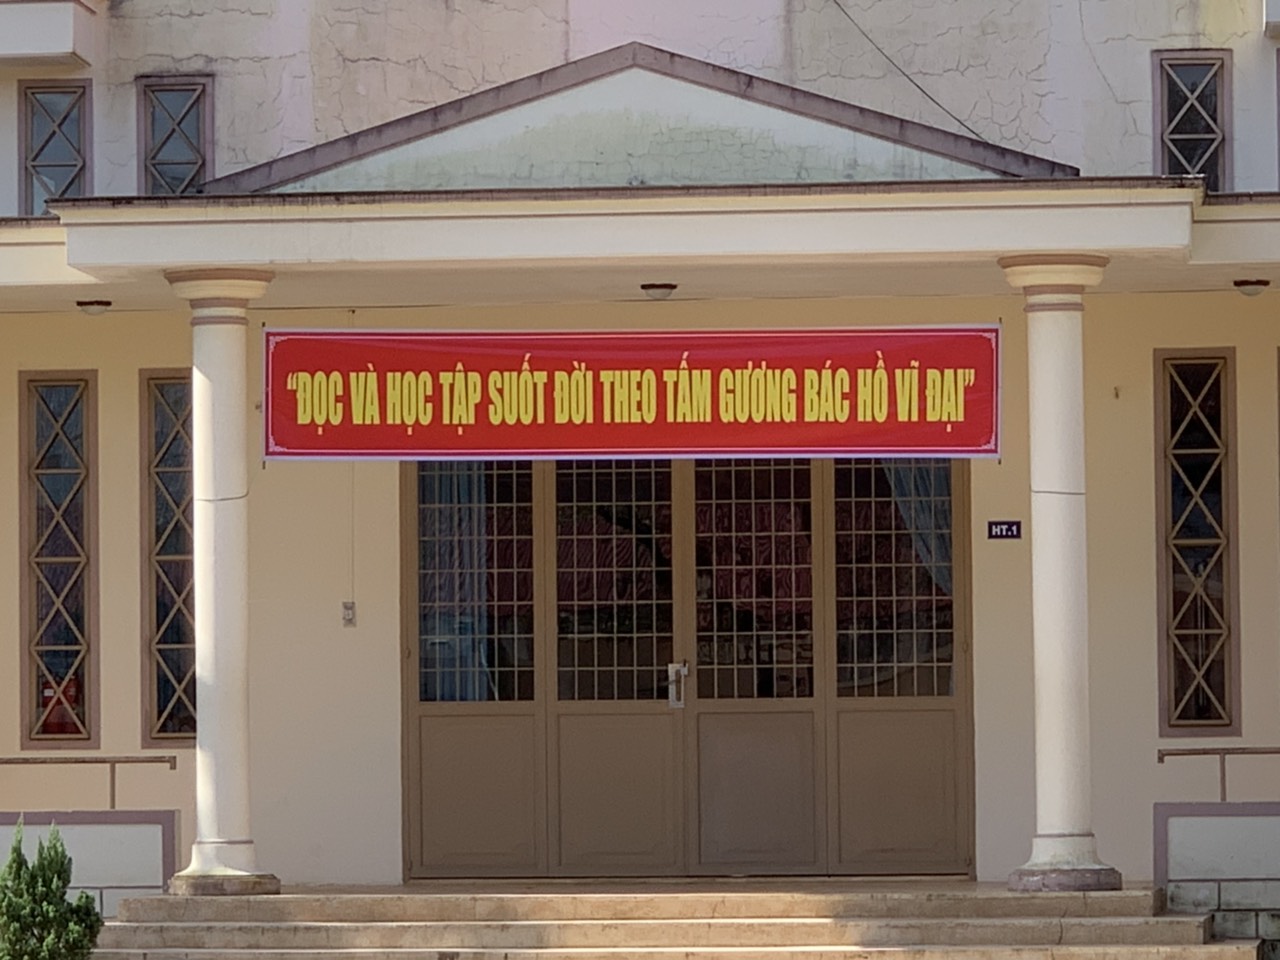 “ĐỌC VÀ HỌC TẬP SUỐT ĐỜI THEO TẤM GƯƠNG BÁC HỒ VĨ ĐẠI”
HT.1